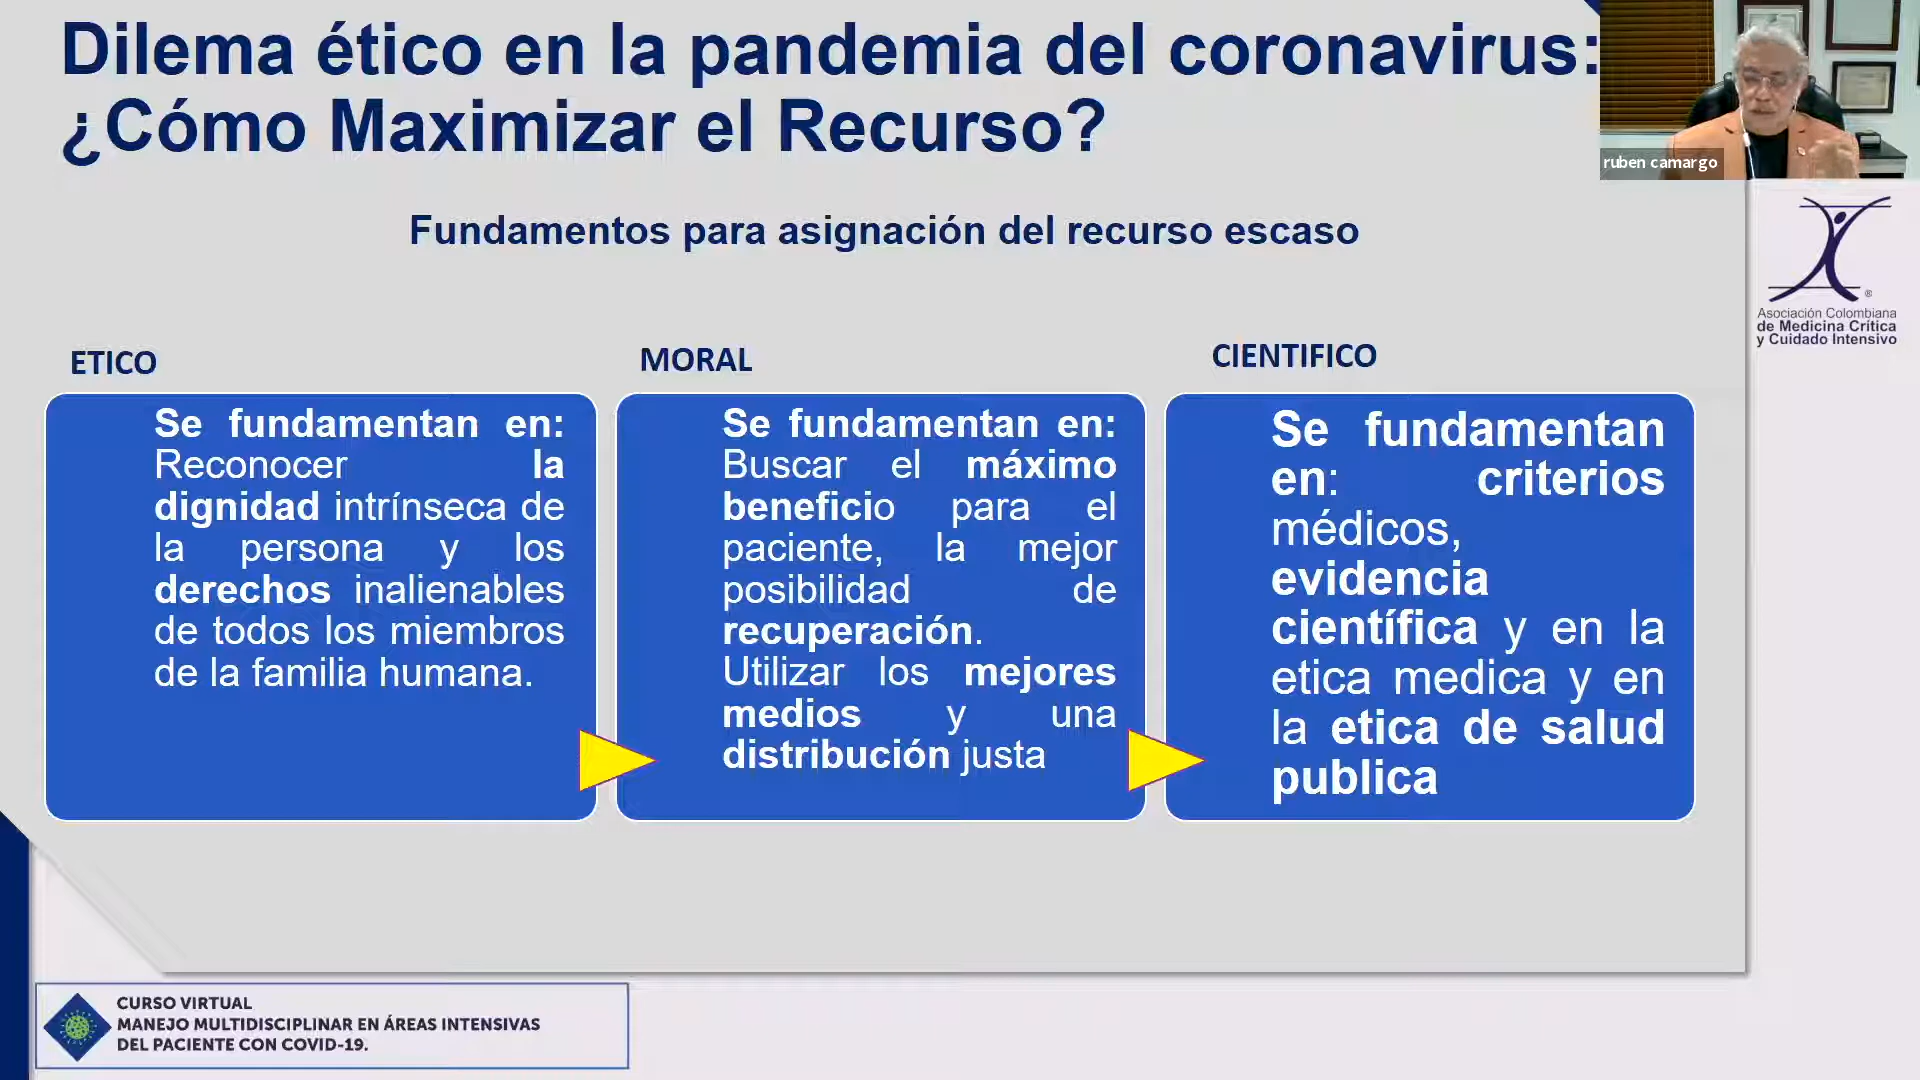 Dilema ético en la pandemia del coronavirus:
¿Cómo Maximizar el Recurso?
ruben camargo
Fundamentos para asignación del recurso escaso
®
Asociación Colombiana
de Medicina Crítica
y Cuidado Intensivo
ETICO
Se fundamentan en:
Reconocer la
dignidad intrínseca de
la persona y los
derechos inalienables
de todos los miembros
de la familia humana.
MORAL
Se fundamentan en:
Buscar el máximo
beneficio para el
paciente, la mejor
posibilidad de
recuperación.
Utilizar los mejores
medios y una
distribución justa
CIENTIFICO
Se fundamentan
en: criterios
médicos,
evidencia
científica y en la
etica medica y en
la etica de salud
publica
CURSO VIRTUAL
MANEJO MULTIDISCIPLINAR EN ÁREAS INTENSIVAS
DEL PACIENTE CON COVID-19.